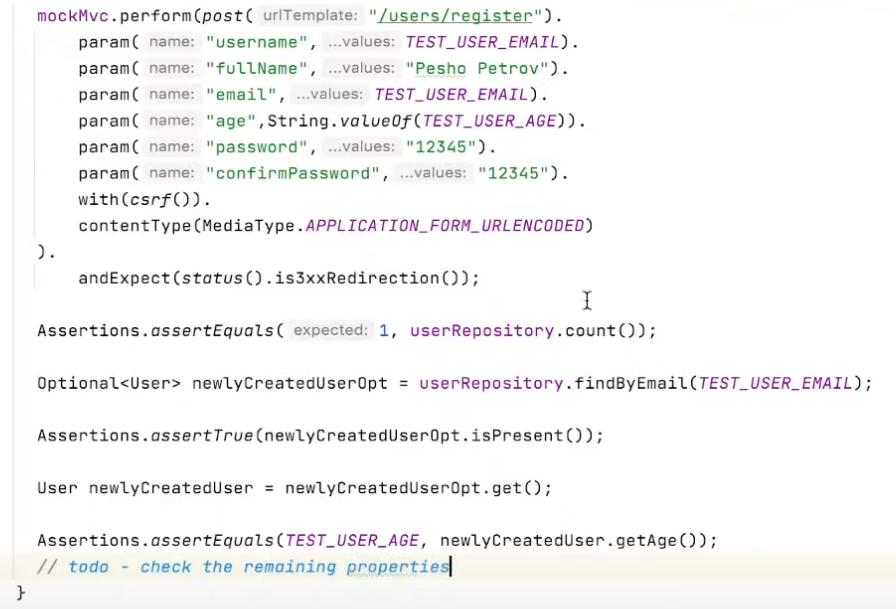 mockMvc.perform(post( urlTemplate: "/users/register").
param( name: "username", ...values: TEST_USER_EMAIL).
param( name: "fullName", ...values: "Pesho Petrov").
param( name: "email", ...values: TEST_USER_EMAIL).
param( name: "age",String.valueOf(TEST_USER_AGE)).
param( name: "password", ...values: "12345").
param( name: "confirmPassword", ...values: "12345").
with(csrf()).
contentType(MediaType.APPLICATION_FORM_URLENCODED)
).
andExpect(status().is3xxRedirection());
Assertions.assertEquals( expected: 1, userRepository.count());
Optional<User> newlyCreatedUserOpt = userRepository.findByEmail(TEST_USER_EMAIL);
Assertions.assertTrue(newlyCreatedUserOpt.isPresent());
User newlyCreatedUser = newlyCreatedUserOpt.get();
Assertions.assertEquals(TEST_USER_AGE, newlyCreatedUser.getAge());
// todo - check the remaining properties
}